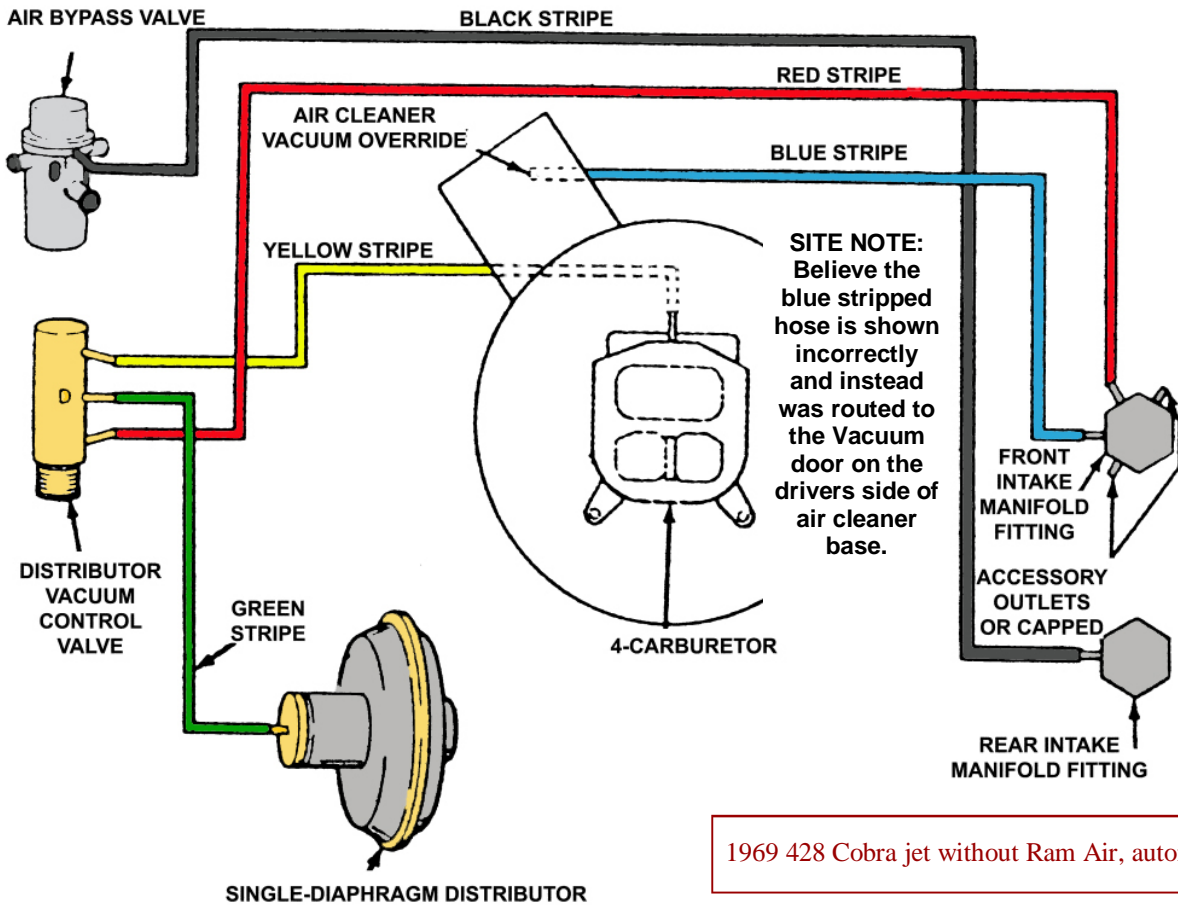 AIR BYPASS VALVE
BLACK STRIPE
RED STRIPE
AIR CLEANER
VACUUM OVERRIDE
BLUE STRIPE
YELLOW STRIPE
SITE NOTE:
Believe the
blue stripped
hose is shown
incorrectly
and instead
was routed to
the Vacuum
door on the
drivers side of
air cleaner
base.
D
FRONT
INTAKE
MANIFOLD
FITTING
DISTRIBUTOR
VACUUM
CONTROL
VALVE
GREEN
STRIPE
ACCESSORY
OUTLETS
OR CAPPED
4-CARBURETOR
REAR INTAKE
MANIFOLD FITTING
SINGLE-DIAPHRAGM DISTRIBUTOR
1969 428 Cobra jet without Ram Air,